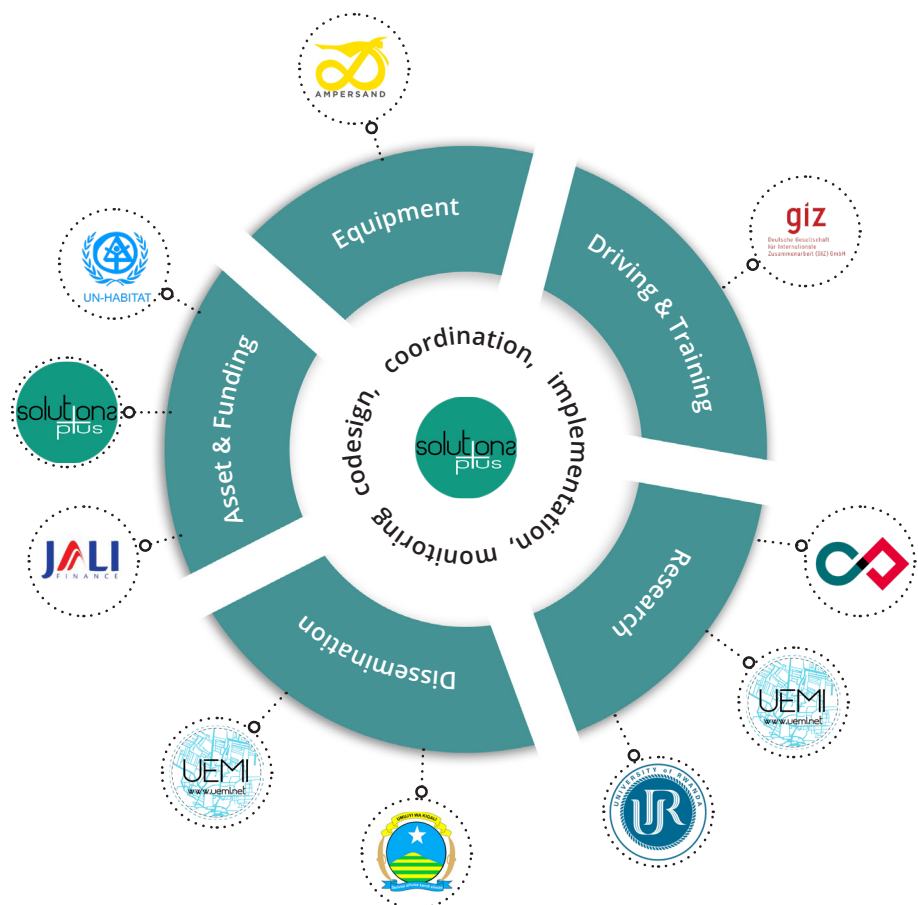 AMPERSAND
Equipment
giz
Deutsche Gesellschaft
für Internationale
Zusammenarbeit (GIZ) GmbH
Driving & Training
UN-HABITAT
Asset & Funding
solutions
plus
JALI
FINANCE
codesign, coordination, implementation, monitoring
solutions
plus
Research
UEMI
www.uemi.net
UNIVERSITY of RWANDA
UR
Dissemination
UEMI
www.uemi.net
UMUJYI WA KIGALI